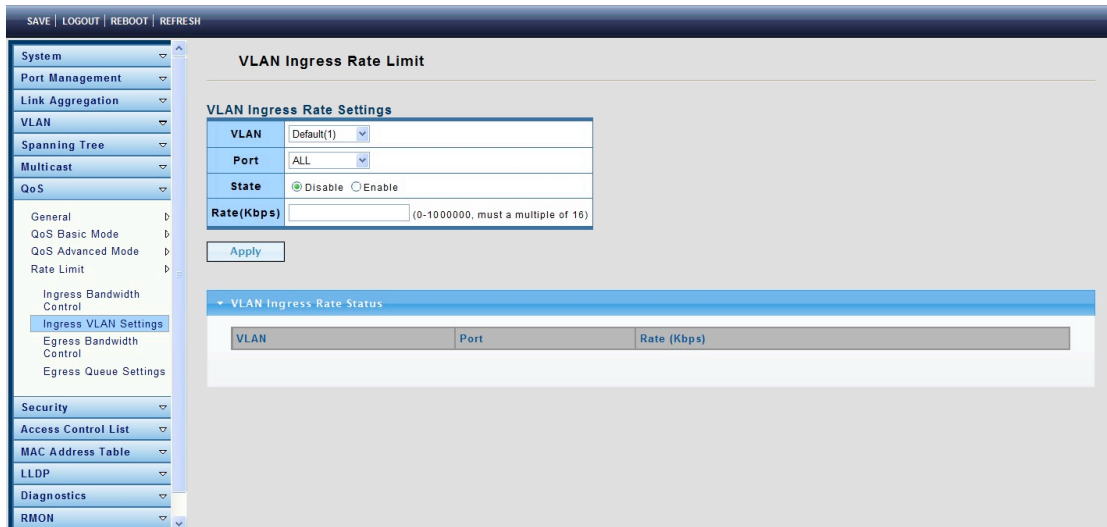 SAVE | LOGOUT | REBOOT | REFRESH
System
Port Management
Link Aggregation
VLAN
Spanning Tree
Multicast
QoS
General
QoS Basic Mode
QoS Advanced Mode
Rate Limit
Ingress Bandwidth
Control
Ingress VLAN Settings
Egress Bandwidth
Control
Egress Queue Settings
Security
Access Control List
MAC Address Table
LLDP
Diagnostics
RMON
VLAN Ingress Rate Limit
VLAN Ingress Rate Settings
VLAN Default(1)
Port ALL
State Disable Enable
Rate(Kbps) (0-1000000, must a multiple of 16)
Apply
VLAN Ingress Rate Status
VLAN Port Rate (Kbps)